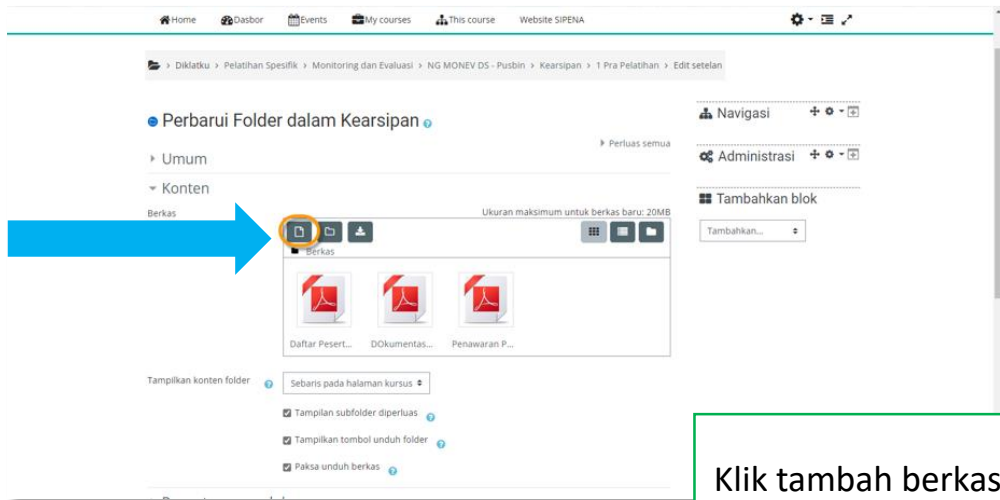 Home Dasbor Events My courses This course Website SIPENA
Diklatku › Pelatihan Spesifik › Monitoring dan Evaluasi › NG MONEV DS - Pusbin › Kearsipan › 1 Pra Pelatihan › Edit setelan
Perbarui Folder dalam Kearsipan
Perluas semua
Umum
Konten
Berkas
Ukuran maksimum untuk berkas baru: 20MB
Berkas
Daftar Pesert... DOkumentas... Penawaran P...
Tampilkan konten folder
Sebaris pada halaman kursus
Tampilan subfolder diperluas
Tampilkan tombol unduh folder
Paksa unduh berkas
Navigasi
Administrasi
Tambahkan blok
Tambahkan...
Klik tambah berkas